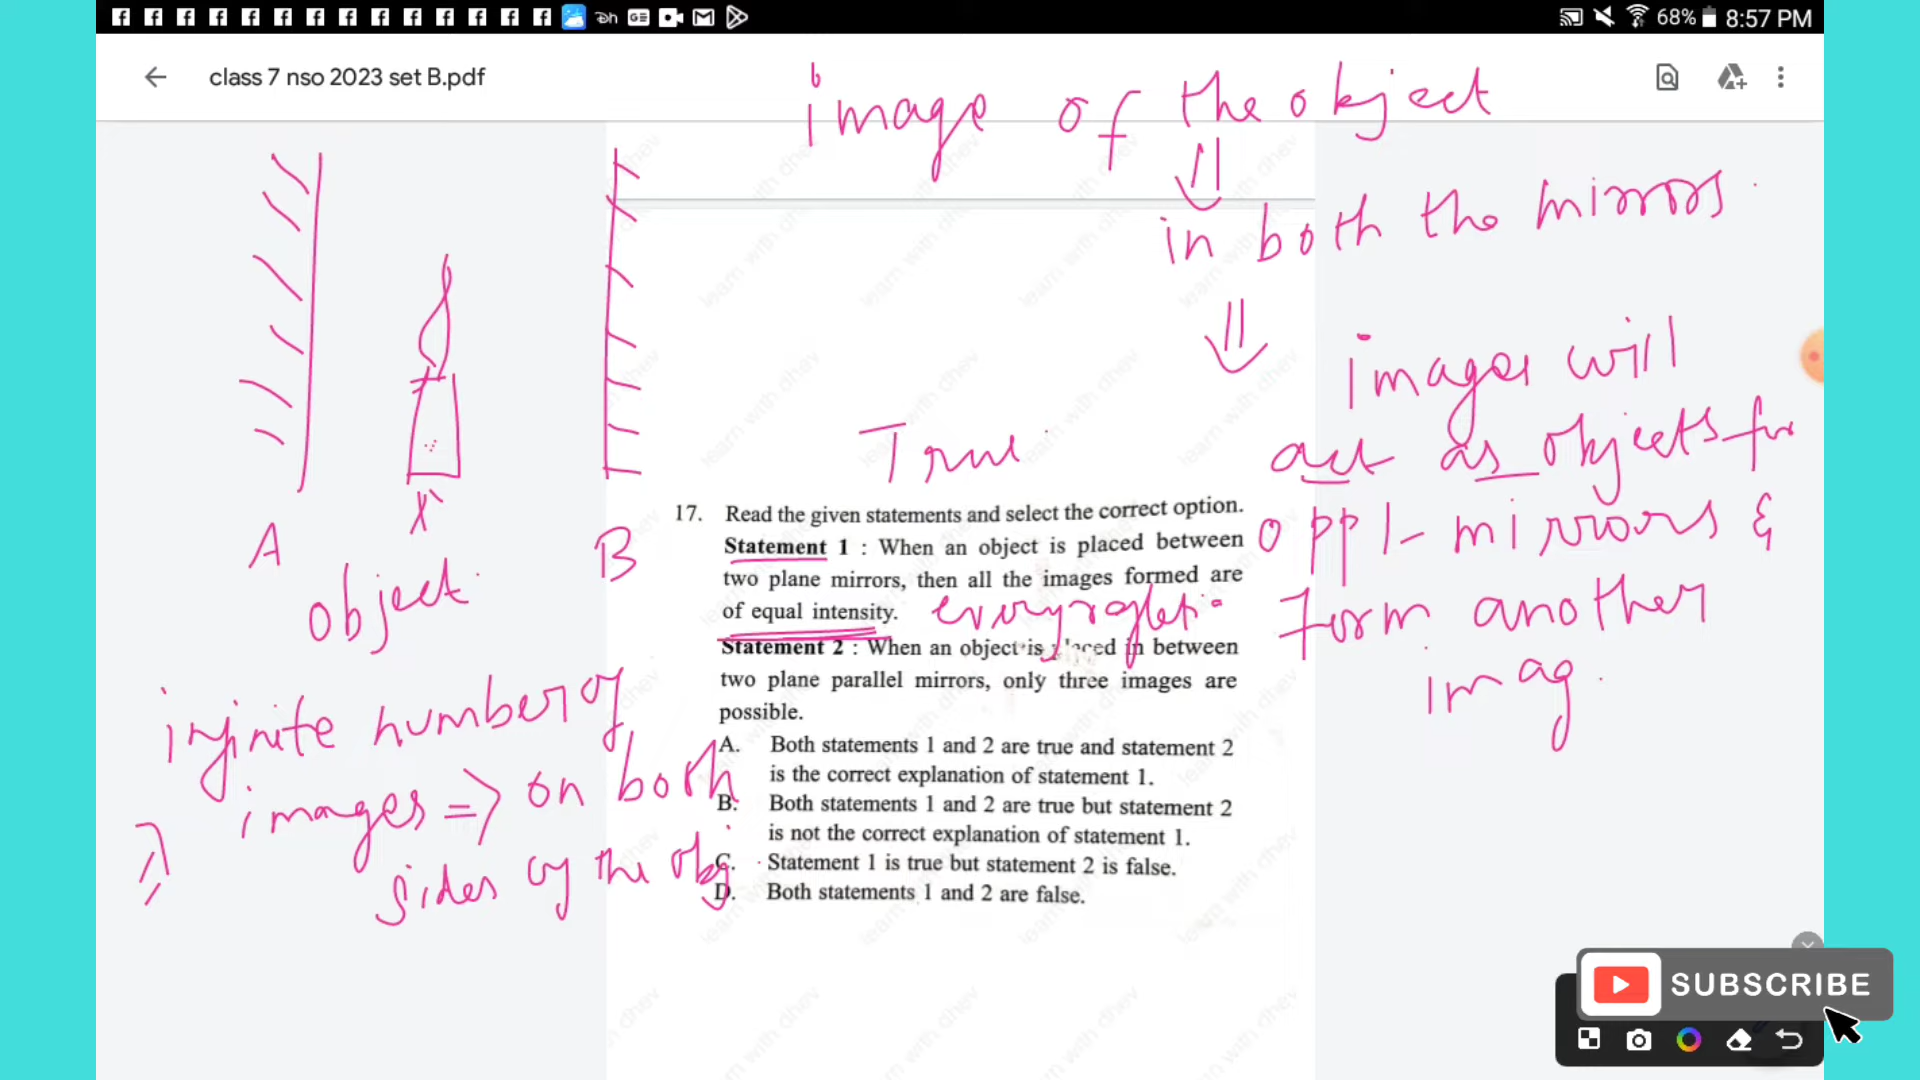 68% 8:57 PM
class 7 nso 2023 set B.pdf
image of the object
in both the mirrors.
images will
act as objects for
opp mirrors &
form another
imag
True
A
X
B
object
infinite number of
images => on both
sides of the obj
17. Read the given statements and select the correct option.
Statement 1 : When an object is placed between
two plane mirrors, then all the images formed are
of equal intensity.
Statement 2 : When an object is placed in between
two plane parallel mirrors, only three images are
possible.
A. Both statements 1 and 2 are true and statement 2
is the correct explanation of statement 1.
B. Both statements 1 and 2 are true but statement 2
is not the correct explanation of statement 1.
C. Statement 1 is true but statement 2 is false.
D. Both statements 1 and 2 are false.
learn with dhev
SUBSCRIBE